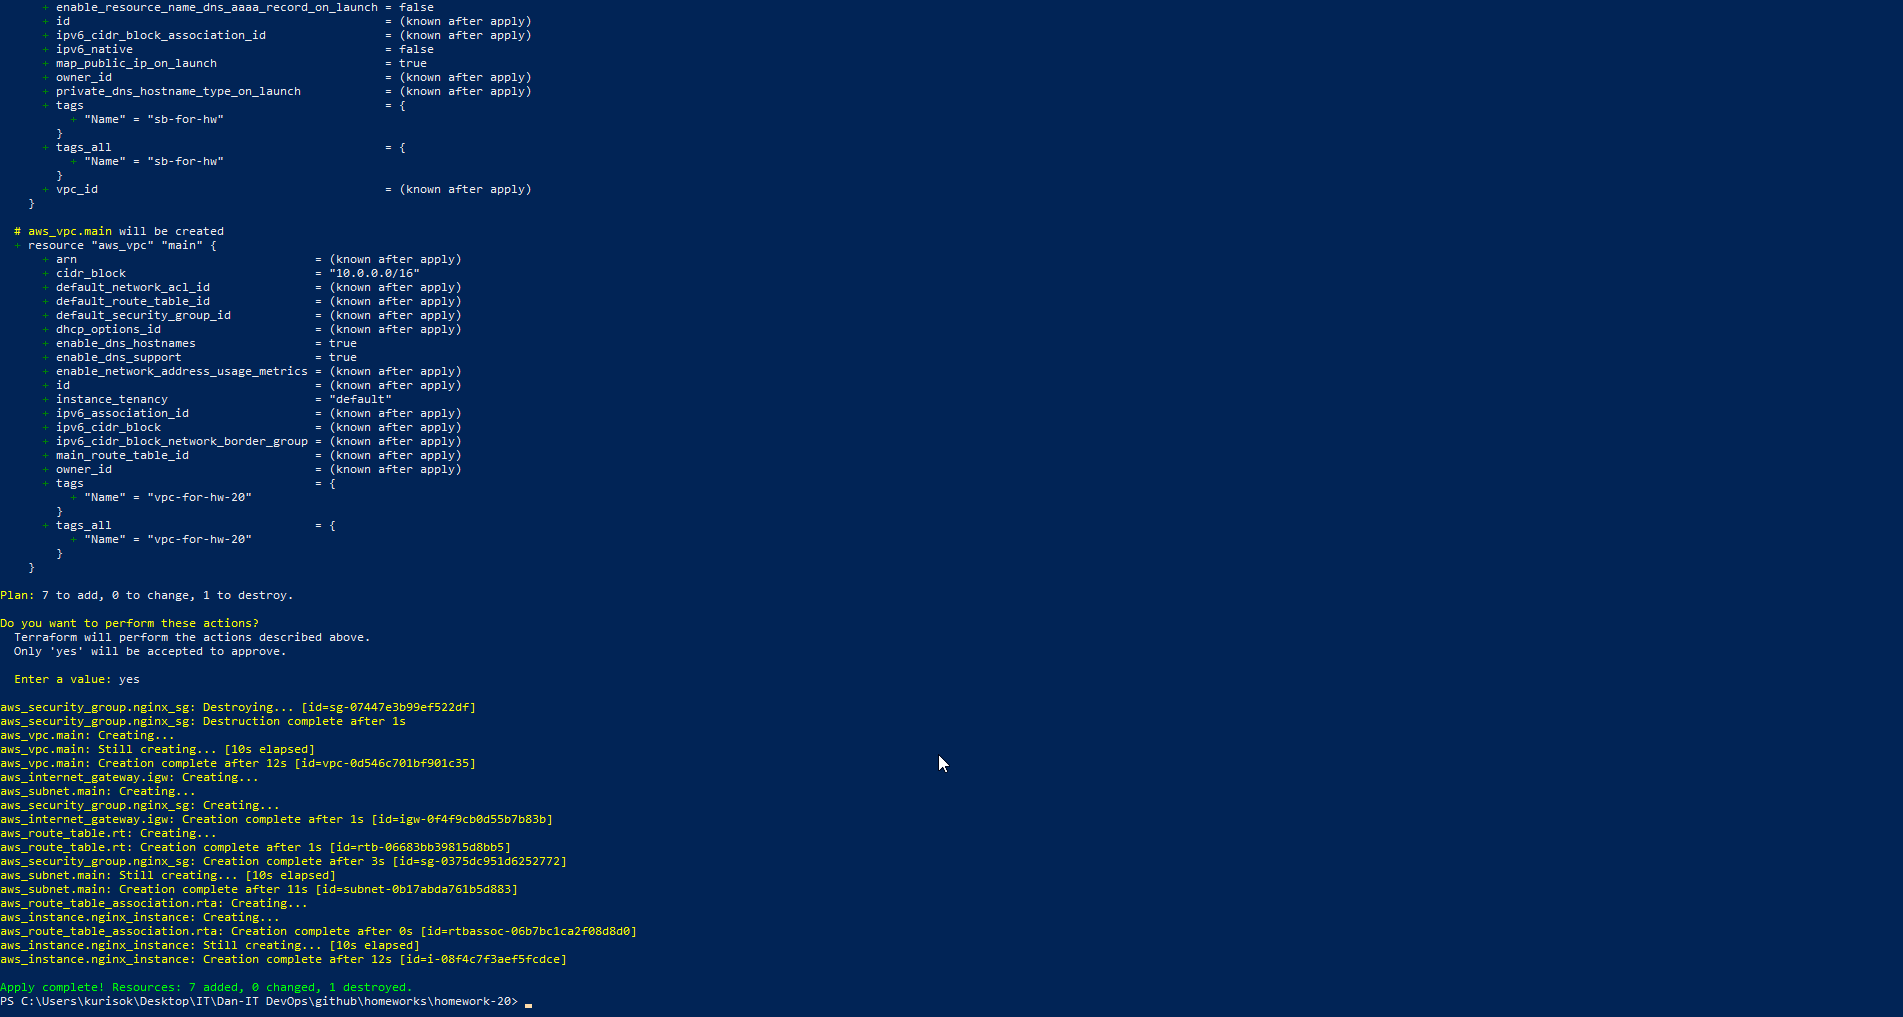 + enable_resource_name_dns_aaaa_record_on_launch = false
+ id = (known after apply)
+ ipv6_cidr_block_association_id = (known after apply)
+ ipv6_native = false
+ map_public_ip_on_launch = true
+ owner_id = (known after apply)
+ private_dns_hostname_type_on_launch = (known after apply)
+ tags = {
+ "Name" = "sb-for-hw"
}
+ tags_all = {
+ "Name" = "sb-for-hw"
}
+ vpc_id = (known after apply)
}
# aws_vpc.main will be created
+ resource "aws_vpc" "main" {
+ arn = (known after apply)
+ cidr_block = "10.0.0.0/16"
+ default_network_acl_id = (known after apply)
+ default_route_table_id = (known after apply)
+ default_security_group_id = (known after apply)
+ dhcp_options_id = (known after apply)
+ enable_dns_hostnames = true
+ enable_dns_support = true
+ enable_network_address_usage_metrics = (known after apply)
+ id = (known after apply)
+ instance_tenancy = "default"
+ ipv6_association_id = (known after apply)
+ ipv6_cidr_block = (known after apply)
+ ipv6_cidr_block_network_border_group = (known after apply)
+ main_route_table_id = (known after apply)
+ owner_id = (known after apply)
+ tags = {
+ "Name" = "vpc-for-hw-20"
}
+ tags_all = {
+ "Name" = "vpc-for-hw-20"
}
}
Plan: 7 to add, 0 to change, 1 to destroy.
Do you want to perform these actions?
Terraform will perform the actions described above.
Only 'yes' will be accepted to approve.
Enter a value: yes
aws_security_group.nginx_sg: Destroying... [id=sg-07447e3b99ef522df]
aws_security_group.nginx_sg: Destruction complete after 1s
aws_vpc.main: Creating...
aws_vpc.main: Still creating... [10s elapsed]
aws_vpc.main: Creation complete after 12s [id=vpc-0d546c701bf901c35]
aws_internet_gateway.igw: Creating...
aws_subnet.main: Creating...
aws_security_group.nginx_sg: Creating...
aws_internet_gateway.igw: Creation complete after 1s [id=igw-0f4f9cb0d55b7b83b]
aws_route_table.rt: Creating...
aws_route_table.rt: Creation complete after 1s [id=rtb-06683bb39815d8bb5]
aws_security_group.nginx_sg: Creation complete after 3s [id=sg-0375dc951d6252772]
aws_subnet.main: Still creating... [10s elapsed]
aws_subnet.main: Creation complete after 11s [id=subnet-0b17abda761b5d883]
aws_route_table_association.rta: Creating...
aws_instance.nginx_instance: Creating...
aws_route_table_association.rta: Creation complete after 0s [id=rtbassoc-06b7bc1ca2f08d8d0]
aws_instance.nginx_instance: Still creating... [10s elapsed]
aws_instance.nginx_instance: Creation complete after 12s [id=i-08f4c7f3aef5fcdce]
Apply complete! Resources: 7 added, 0 changed, 1 destroyed.
PS C:\Users\kurisok\Desktop\IT\Dan-IT DevOps\github\homeworks\homework-20>